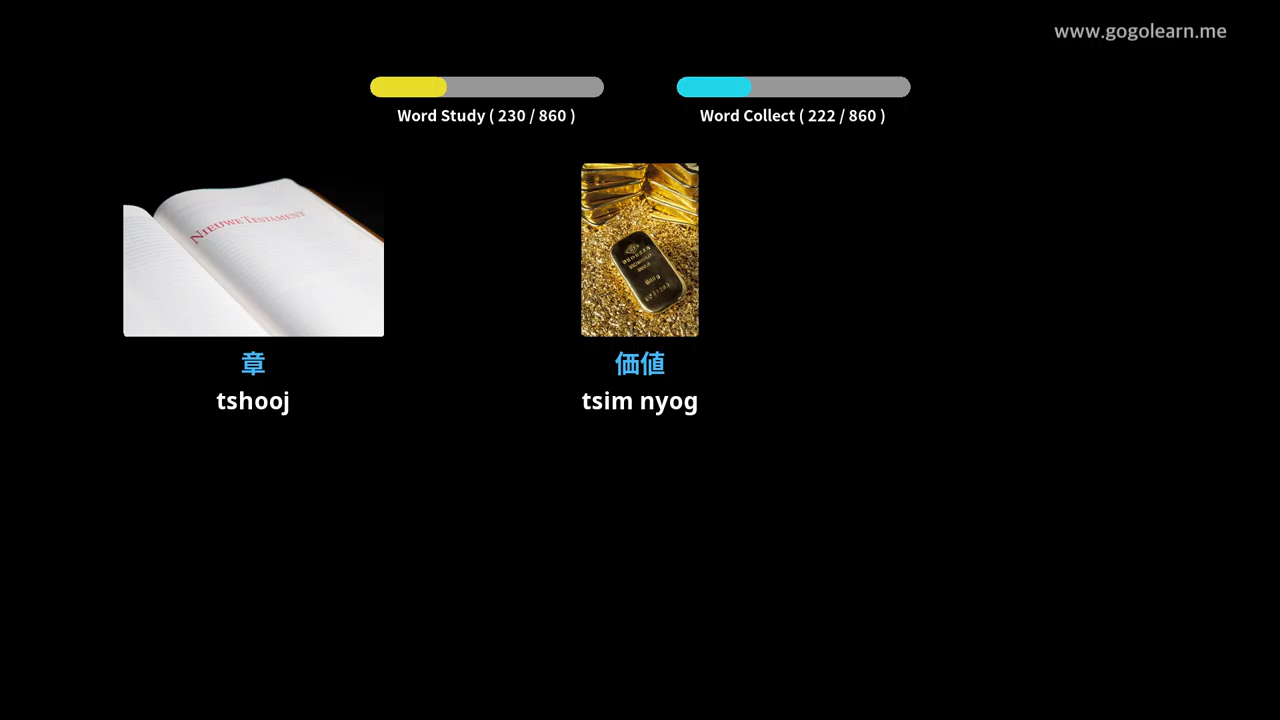 www.gogolearn.me
Word Study ( 230 / 860 )
Word Collect ( 222 / 860 )
NIEUWE TESTAMENT
章
価値
tshooj
tsim nyog